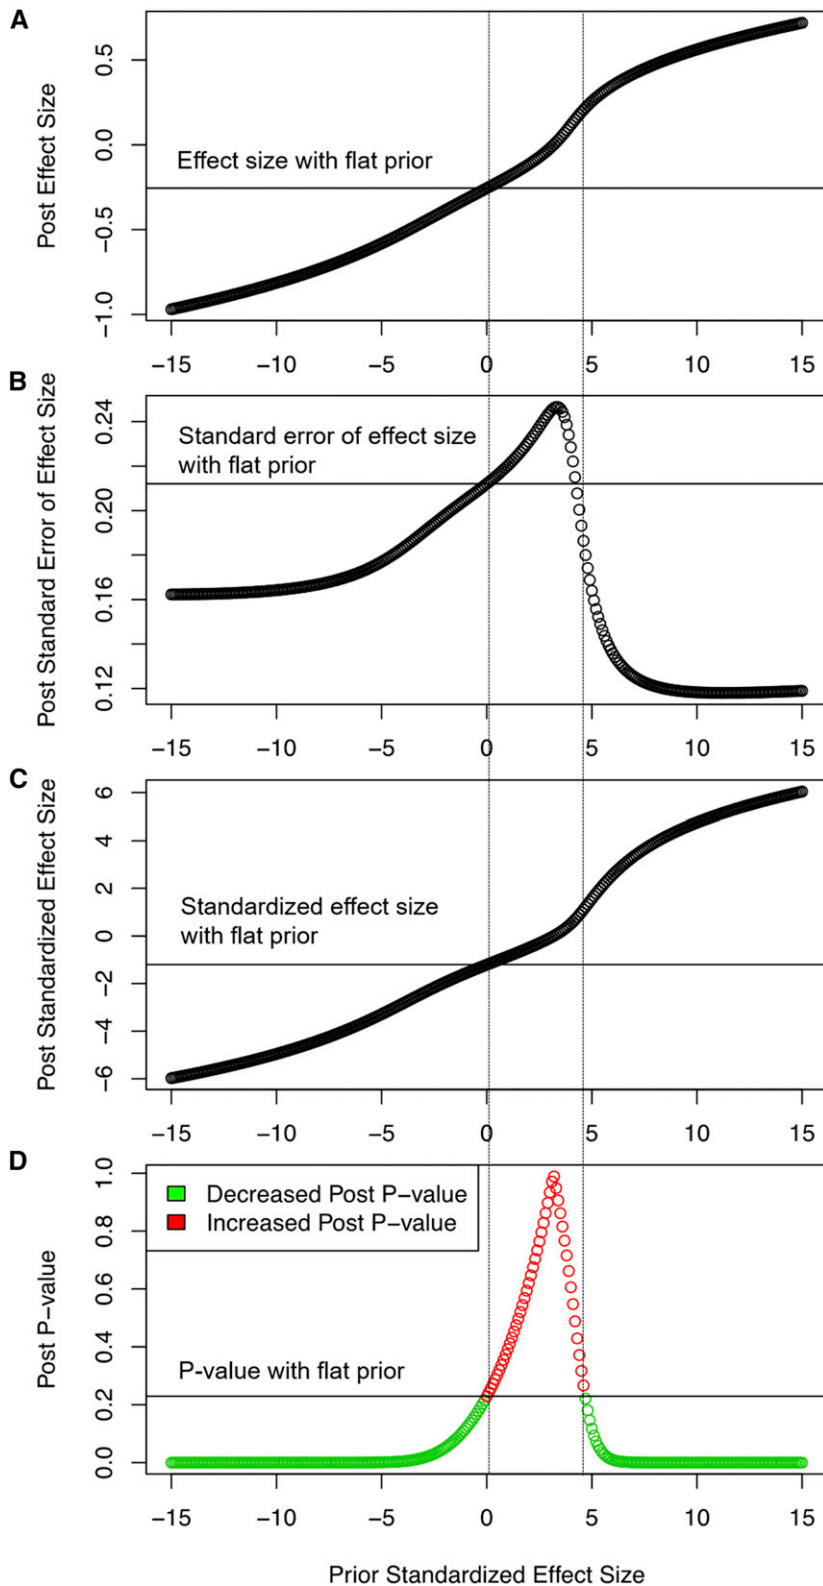 A
Post Effect Size
0.5
0.0
−0.5
−1.0
Effect size with flat prior
−15 −10 −5 0 5 10 15
B
Post Standard Error of Effect Size
0.24
0.20
0.16
0.12
Standard error of effect size
with flat prior
−15 −10 −5 0 5 10 15
C
Post Standardized Effect Size
6
4
2
0
−2
−4
−6
Standardized effect size
with flat prior
−15 −10 −5 0 5 10 15
D
Post P−value
1.0
0.8
0.6
0.4
0.2
0.0
Decreased Post P−value
Increased Post P−value
P-value with flat prior
−15 −10 −5 0 5 10 15
Prior Standardized Effect Size